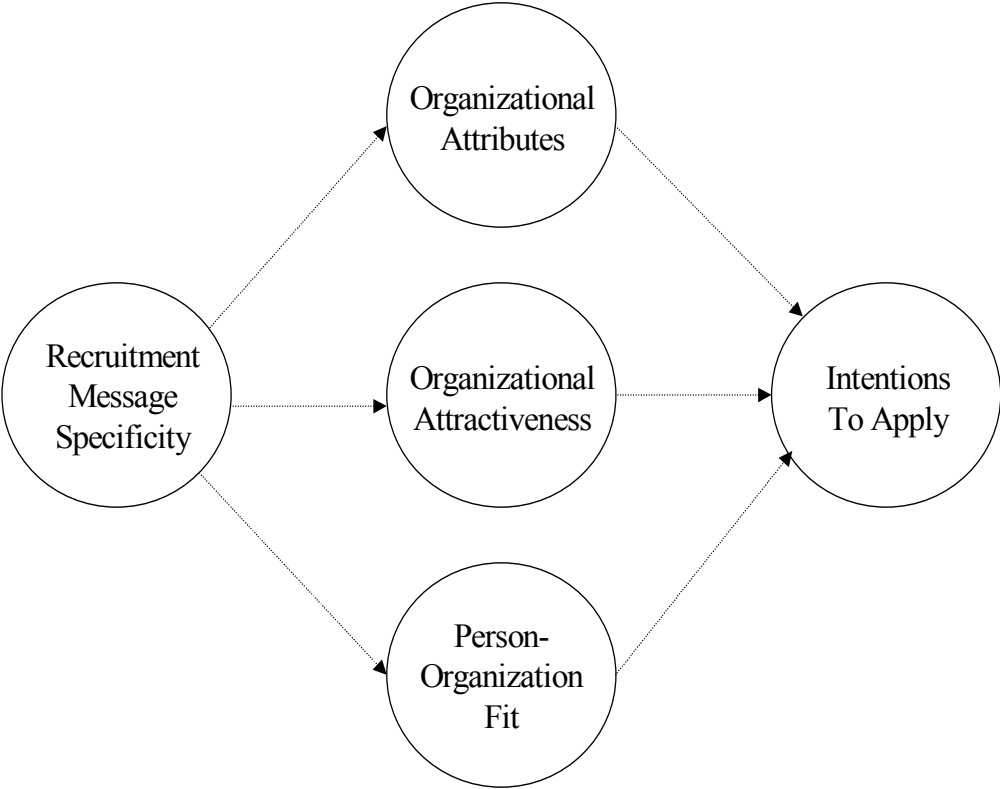 Organizational
Attributes
Recruitment
Message
Specificity
Organizational
Attractiveness
Intentions
To Apply
Person-
Organization
Fit